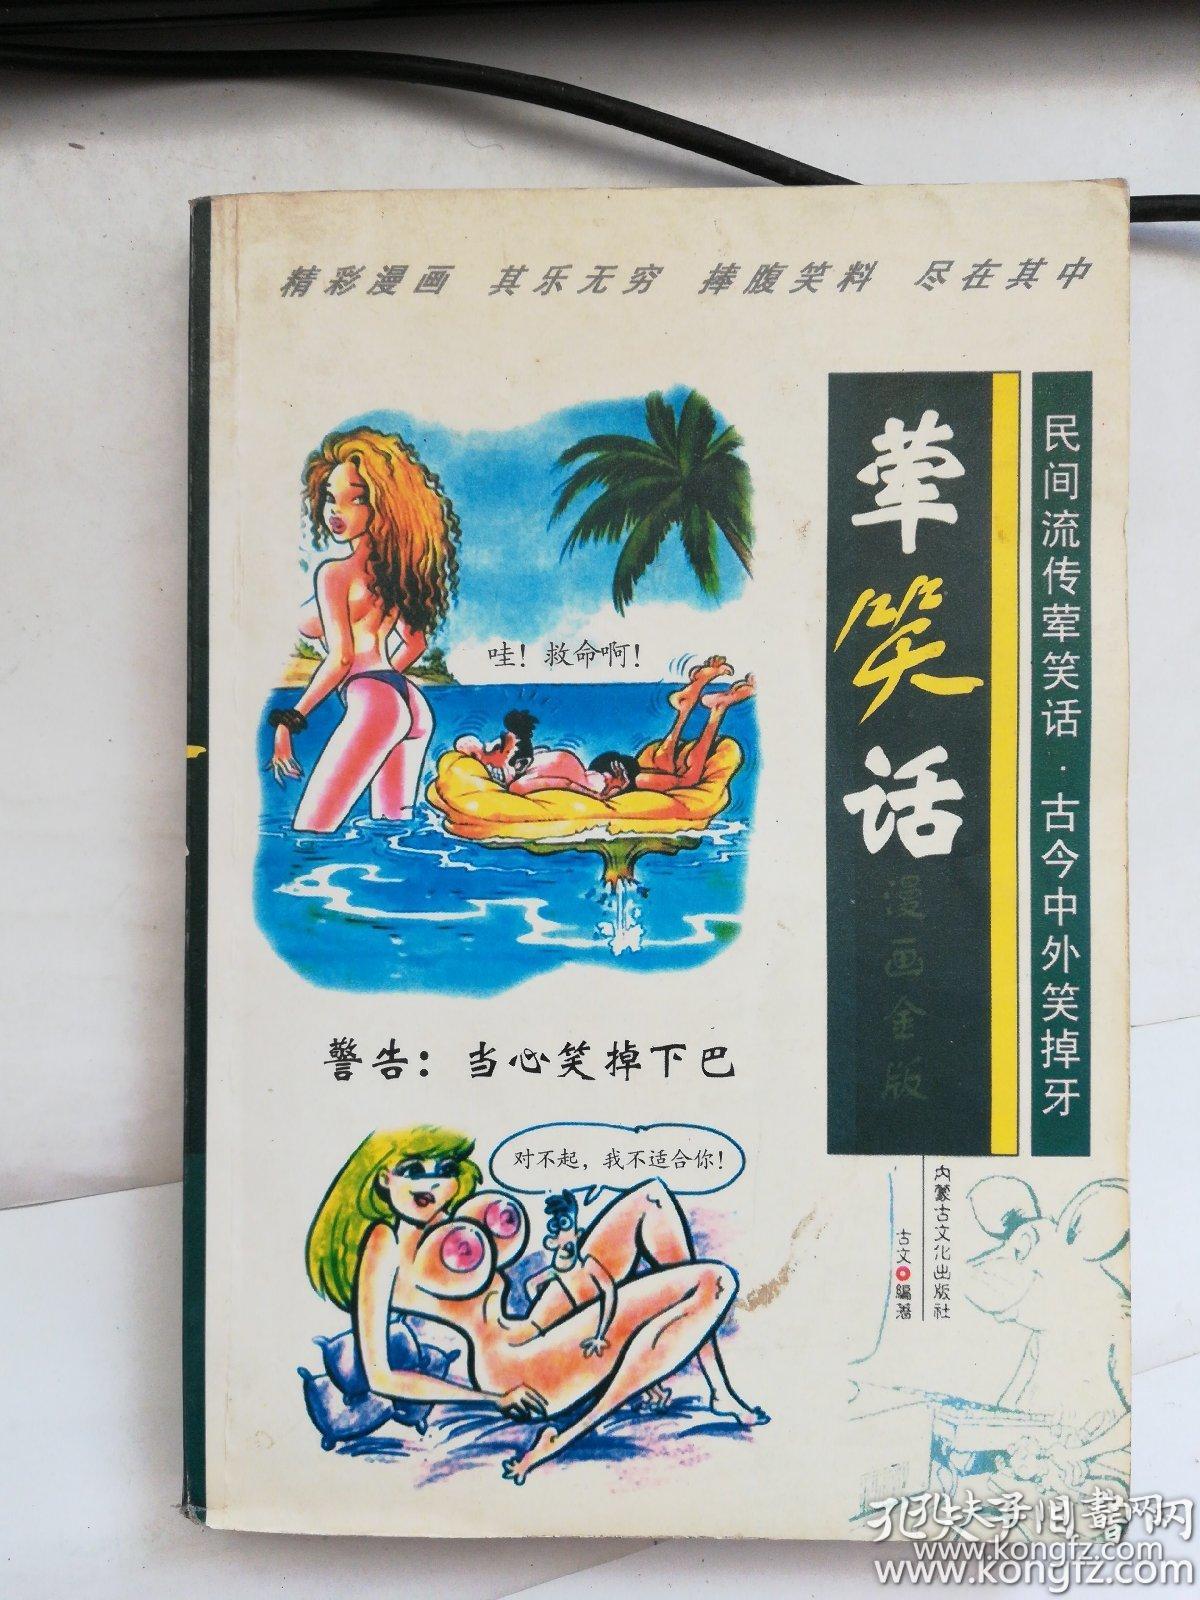 精彩漫画 其乐无穷 捧腹笑料 尽在其中
民间流传荤笑话·古今中外笑掉牙
荤笑话
漫画全版
哇！救命啊！
警告：当心笑掉下巴
对不起，我不适合你！
内蒙古文化出版社
古文 编著
孔夫子旧書网
www.kongfz.com
www.kongfz.com